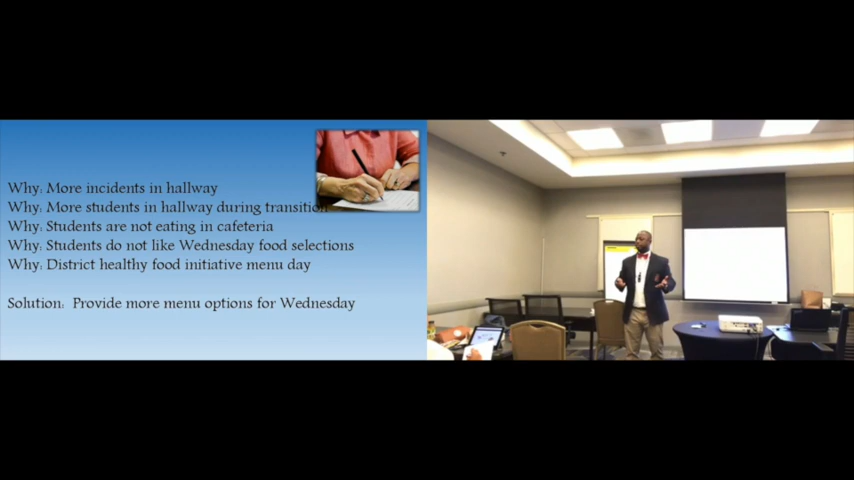 Why: More incidents in hallway
Why: More students in hallway during transition
Why: Students are not eating in cafeteria
Why: Students do not like Wednesday food selections
Why: District healthy food initiative menu day
Solution: Provide more menu options for Wednesday